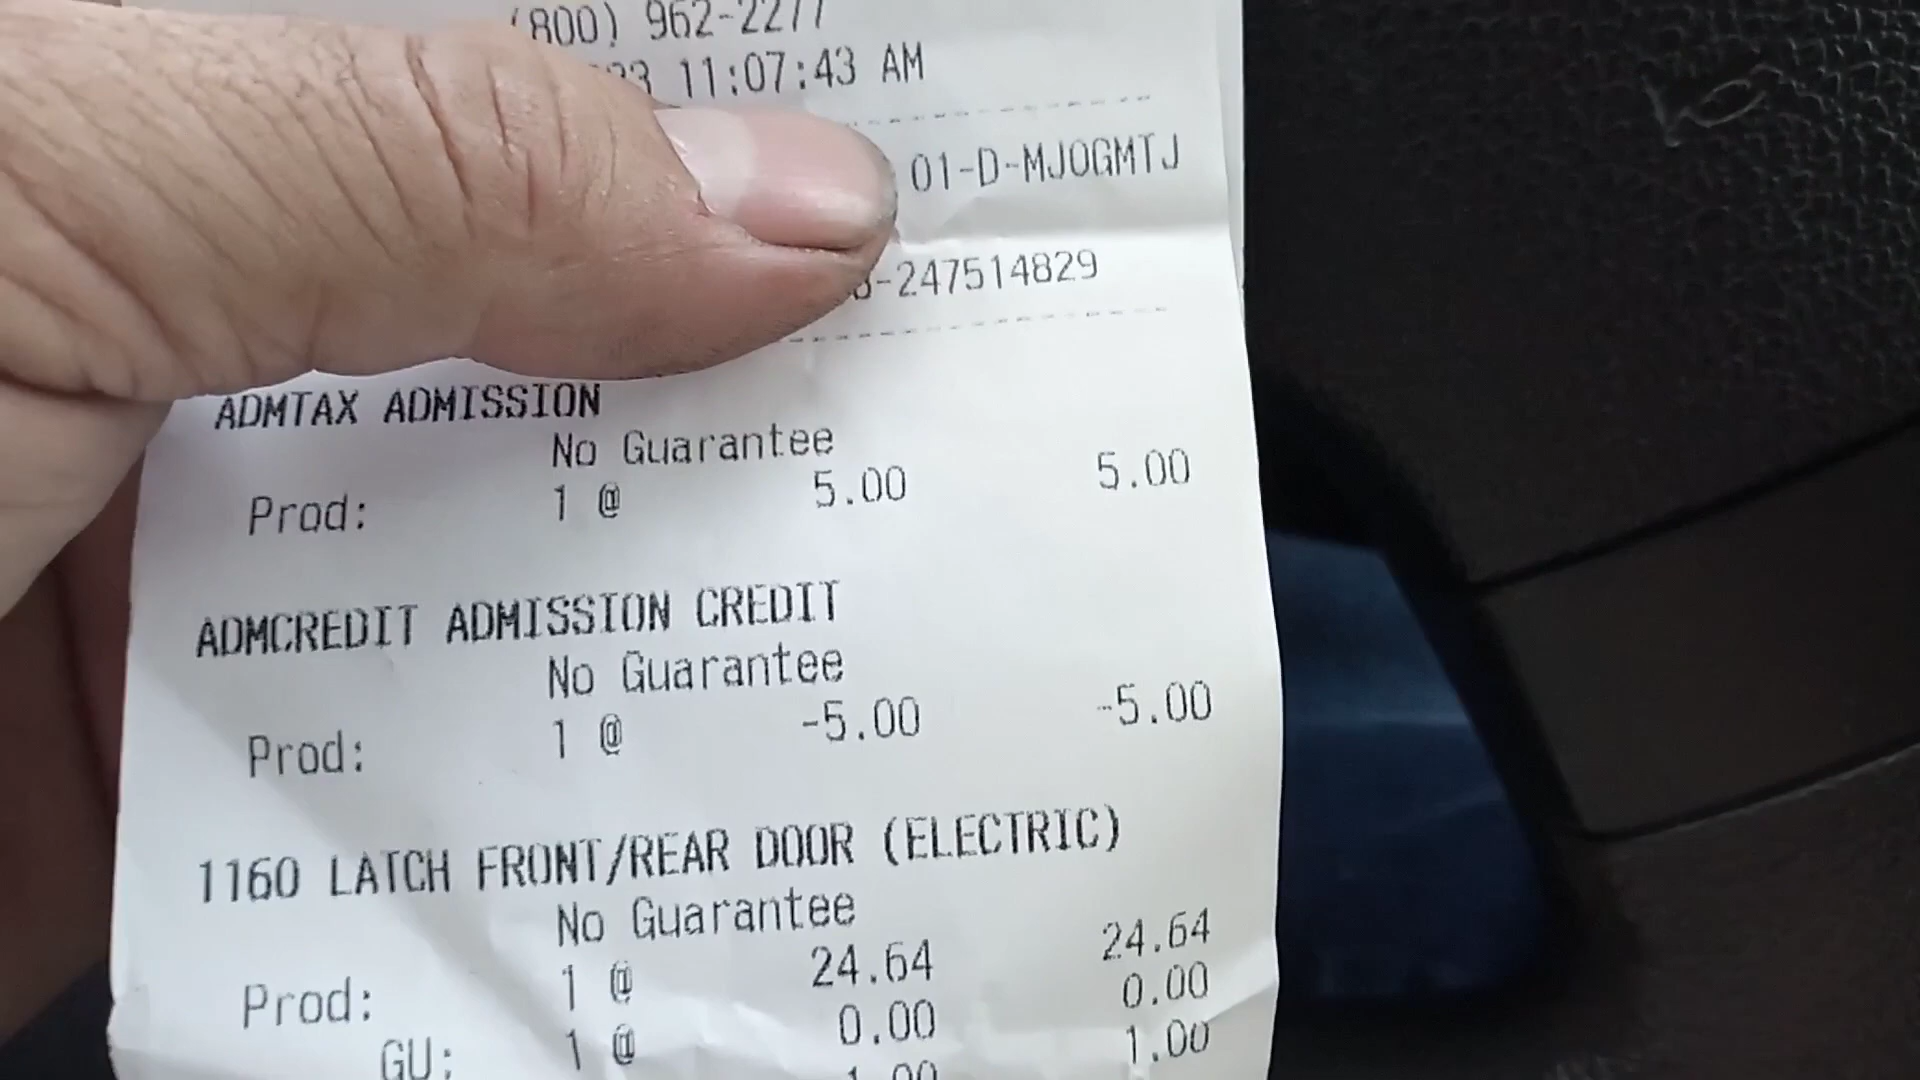 (800) 962-2277
11:07:43 AM
01-D-MJOGMTJ
-247514829
ADMTAX ADMISSION
No Guarantee
Prod: 1 @ 5.00 5.00
ADMCREDIT ADMISSION CREDIT
No Guarantee
Prod: 1 @ -5.00 -5.00
1160 LATCH FRONT/REAR DOOR (ELECTRIC)
No Guarantee
Prod: 1 @ 24.64 24.64
GU: 1 @ 0.00 0.00
1.00 1.00